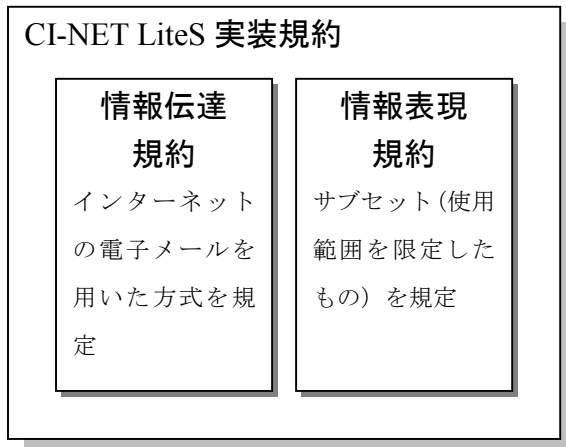 CI-NET LiteS 実装規約
情報伝達
規約
インターネット
の電子メールを
用いた方式を規
定
情報表現
規約
サブセット(使用
範囲を限定した
もの）を規定